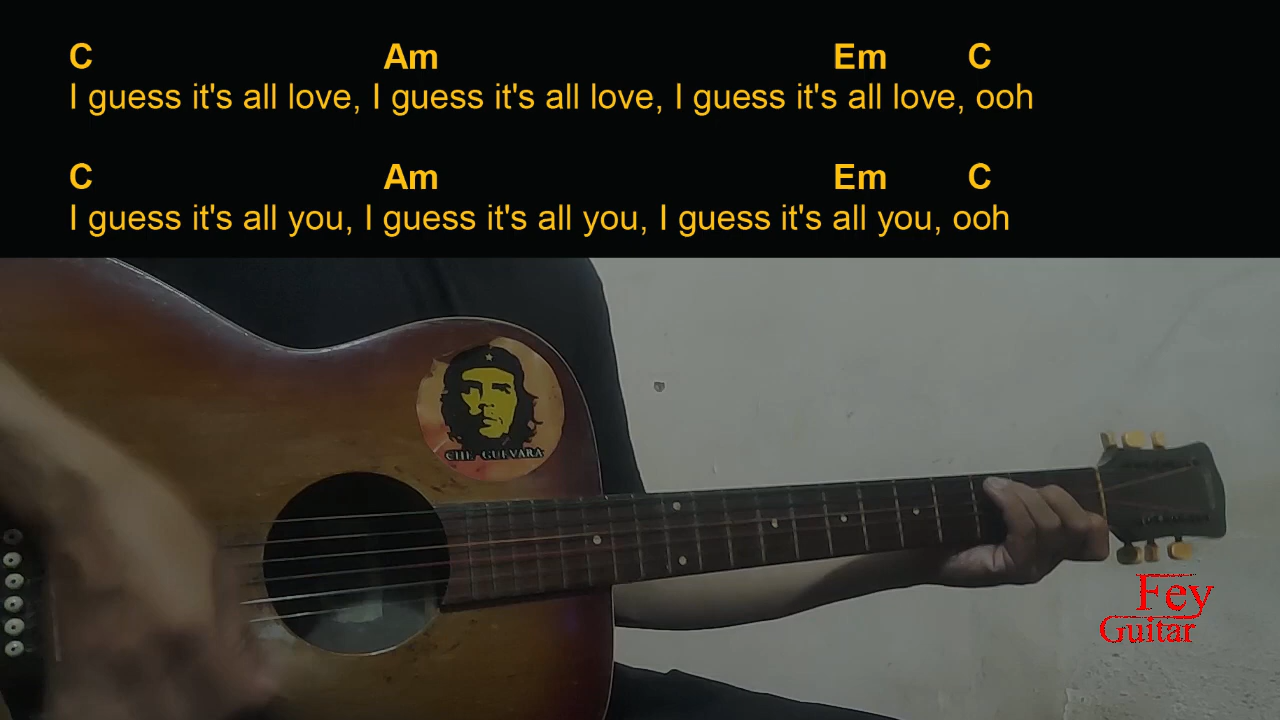 C Am Em C
I guess it's all love, I guess it's all love, I guess it's all love, ooh
C Am Em C
I guess it's all you, I guess it's all you, I guess it's all you, ooh
CHE GUEVARA
Fey
Guitar